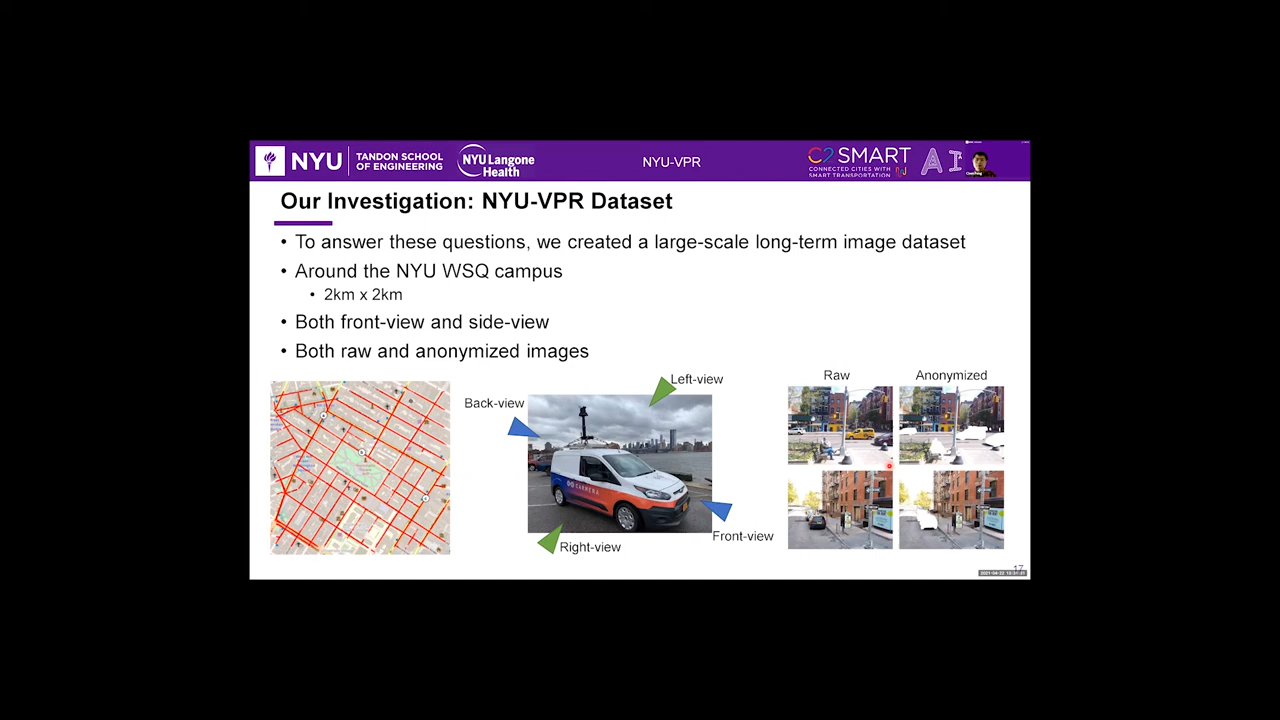 NYU
TANDON SCHOOL
OF ENGINEERING
NYU Langone
Health
NYU-VPR
C2 SMART
CONNECTED CITIES WITH
SMART TRANSPORTATION
AI
Our Investigation: NYU-VPR Dataset
• To answer these questions, we created a large-scale long-term image dataset
• Around the NYU WSQ campus
• 2km x 2km
• Both front-view and side-view
• Both raw and anonymized images
Left-view
Back-view
Right-view
Front-view
CARMERA
Raw
Anonymized
17